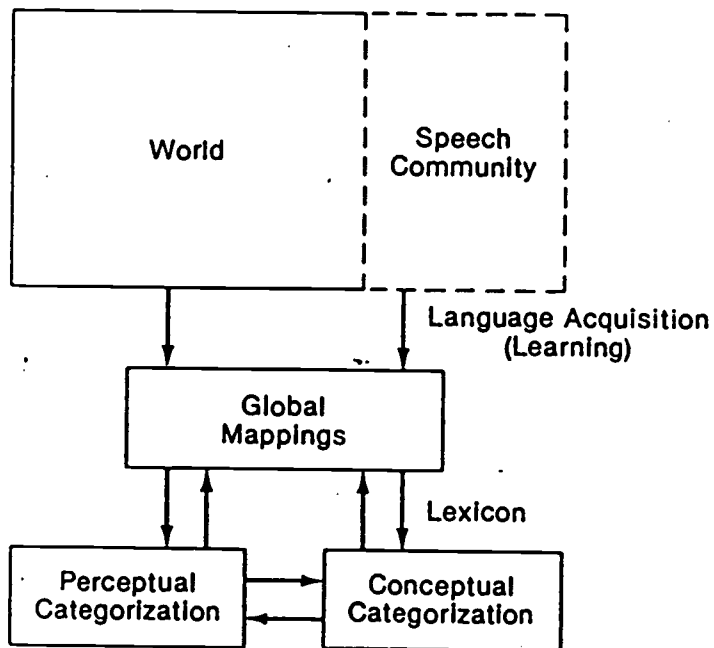 World
Speech
Community
Language Acquisition
(Learning)
Global
Mappings
Lexicon
Perceptual
Categorization
Conceptual
Categorization